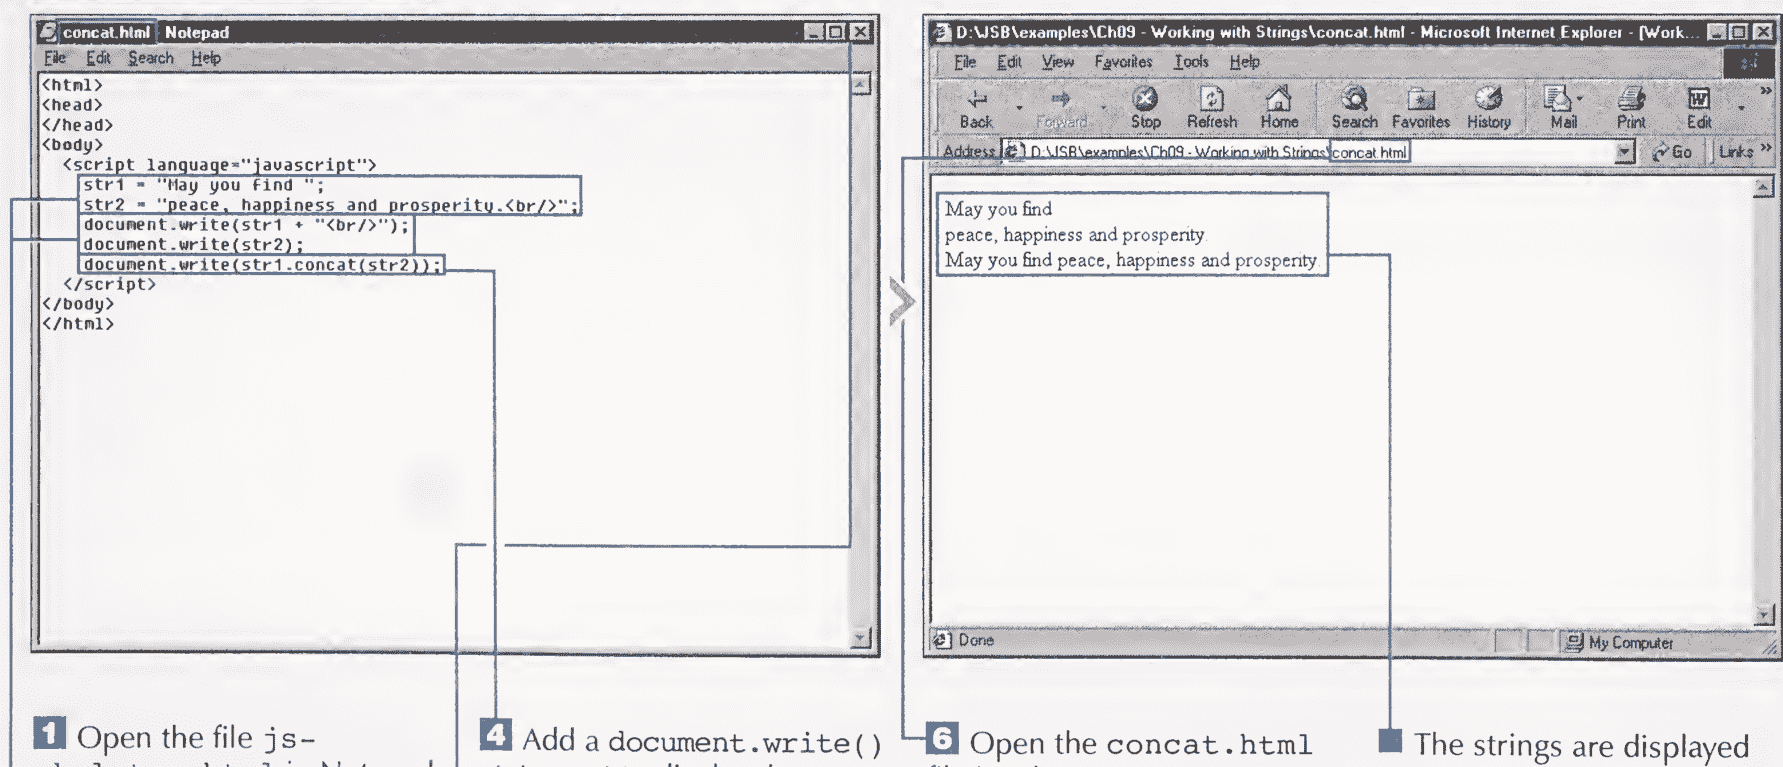 concat.html - Notepad
File Edit Search Help
<html>
<head>
</head>
<body>
<script language="javascript">
str1 = "May you find ";
str2 = "peace, happiness and prosperity.<br/>";
document.write(str1 + "<br/>");
document.write(str2);
document.write(str1.concat(str2));
</script>
</body>
</html>
D:\JSB\examples\Ch09 - Working with Strings\concat.html - Microsoft Internet Explorer - [Work...
File Edit View Favorites Tools Help
Back Forward Stop Refresh Home Search Favorites History Mail Print Edit
Address D:\JSB\examples\Ch09 - Working with Strings\concat.html Go Links
May you find
peace, happiness and prosperity.
May you find peace, happiness and prosperity.
Done My Computer
1 Open the file js-
4 Add a document.write()
6 Open the concat.html
The strings are displayed